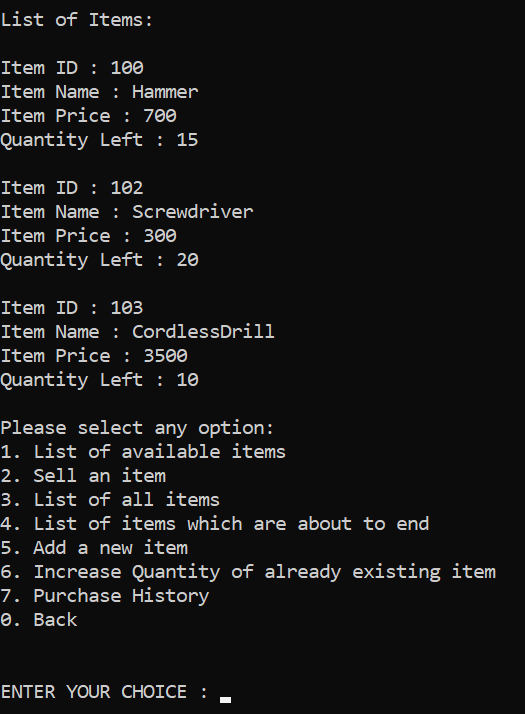 List of Items:
Item ID : 100
Item Name : Hammer
Item Price : 700
Quantity Left : 15
Item ID : 102
Item Name : Screwdriver
Item Price : 300
Quantity Left : 20
Item ID : 103
Item Name : CordlessDrill
Item Price : 3500
Quantity Left : 10
Please select any option:
1. List of available items
2. Sell an item
3. List of all items
4. List of items which are about to end
5. Add a new item
6. Increase Quantity of already existing item
7. Purchase History
0. Back
ENTER YOUR CHOICE :